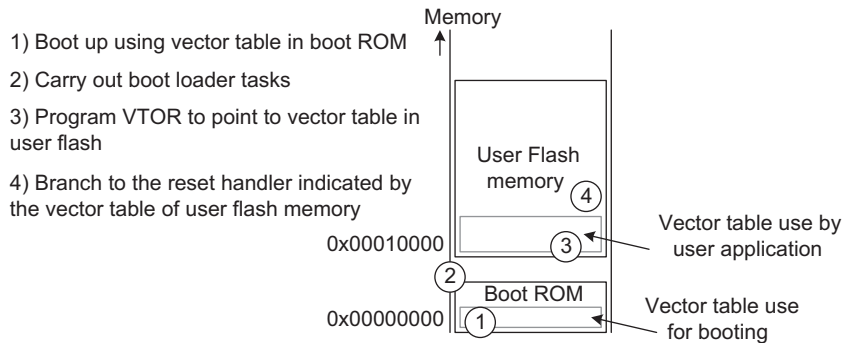 Memory
1) Boot up using vector table in boot ROM
2) Carry out boot loader tasks
3) Program VTOR to point to vector table in
user flash
4) Branch to the reset handler indicated by
the vector table of user flash memory
User Flash
memory
4
0x00010000
3
Vector table use by
user application
2
Boot ROM
0x00000000
1
Vector table use
for booting